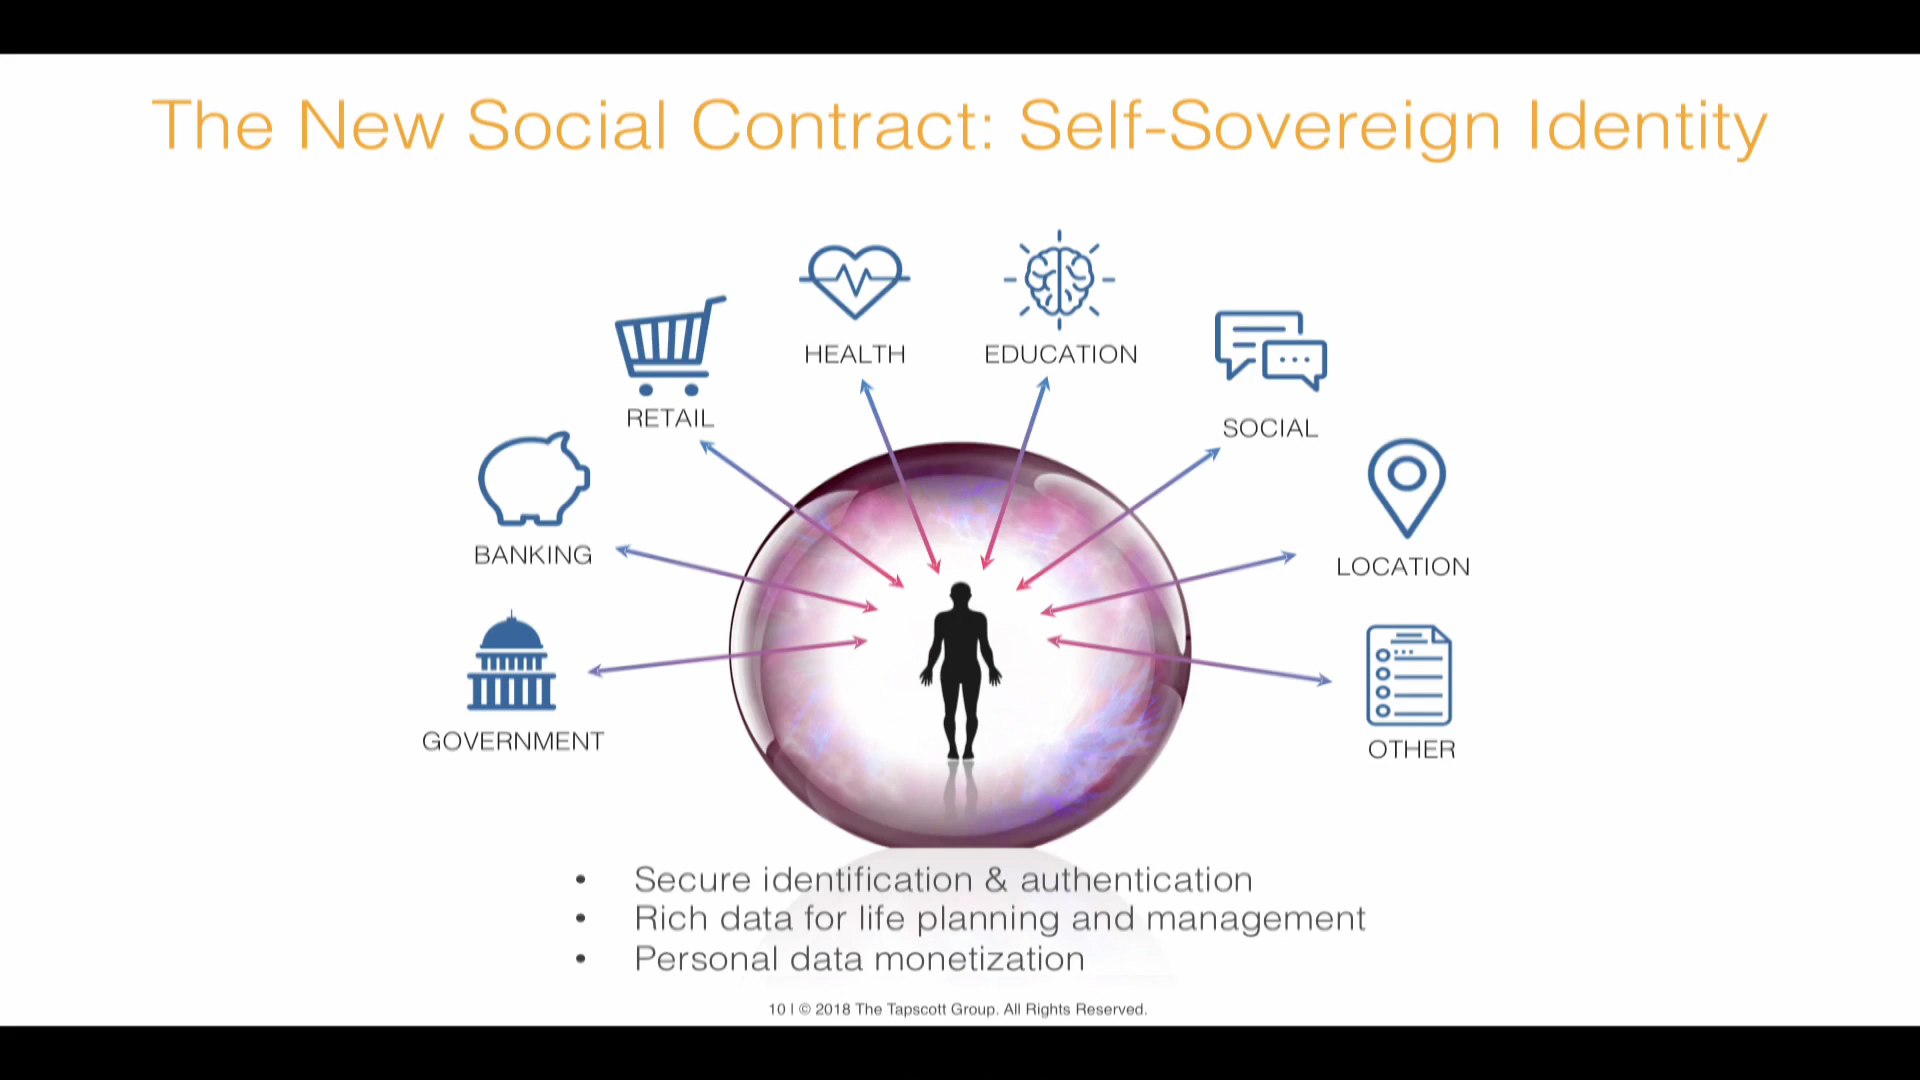 The New Social Contract: Self-Sovereign Identity
HEALTH
EDUCATION
RETAIL
SOCIAL
BANKING
LOCATION
GOVERNMENT
OTHER
• Secure identification & authentication
• Rich data for life planning and management
• Personal data monetization
10 | © 2018 The Tapscott Group. All Rights Reserved.